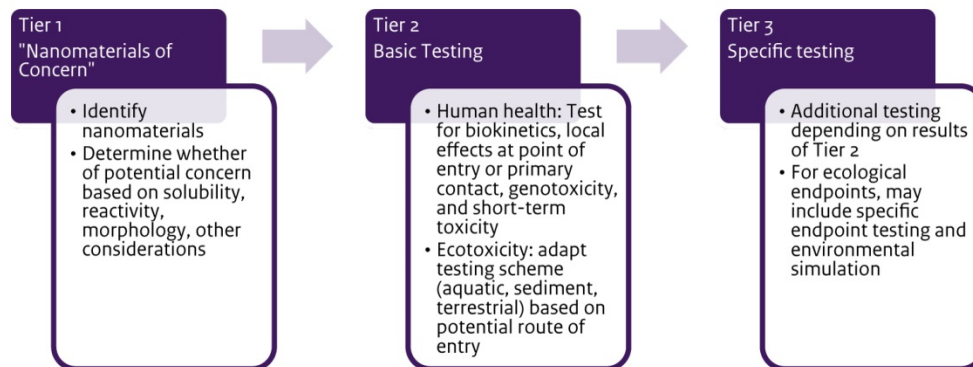 Tier 1
"Nanomaterials of
Concern"
• Identify
nanomaterials
• Determine whether
of potential concern
based on solubility,
reactivity,
morphology, other
considerations
Tier 2
Basic Testing
• Human health: Test
for biokinetics, local
effects at point of
entry or primary
contact, genotoxicity,
and short-term
toxicity
• Ecotoxicity: adapt
testing scheme
(aquatic, sediment,
terrestrial) based on
potential route of
entry
Tier 3
Specific testing
• Additional testing
depending on results
of Tier 2
• For ecological
endpoints, may
include specific
endpoint testing and
environmental
simulation